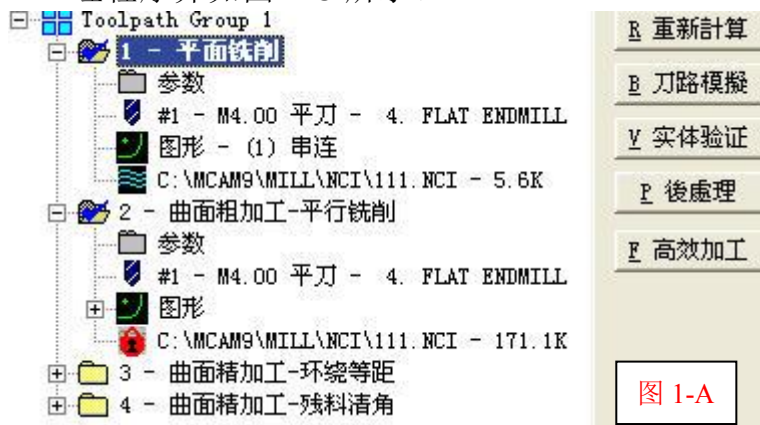 Toolpath Group 1
1 - 平面铣削
参数
#1 - M4.00 平刀 - 4. FLAT ENDMILL
图形 - (1) 串连
C:\MCAM9\MILL\NCI\111.NCI - 5.6K
2 - 曲面粗加工-平行铣削
参数
#1 - M4.00 平刀 - 4. FLAT ENDMILL
图形
C:\MCAM9\MILL\NCI\111.NCI - 171.1K
3 - 曲面精加工-环绕等距
4 - 曲面精加工-残料清角
R 重新計算
B 刀路模擬
V 实体验证
P 後處理
F 高效加工
图 1-A